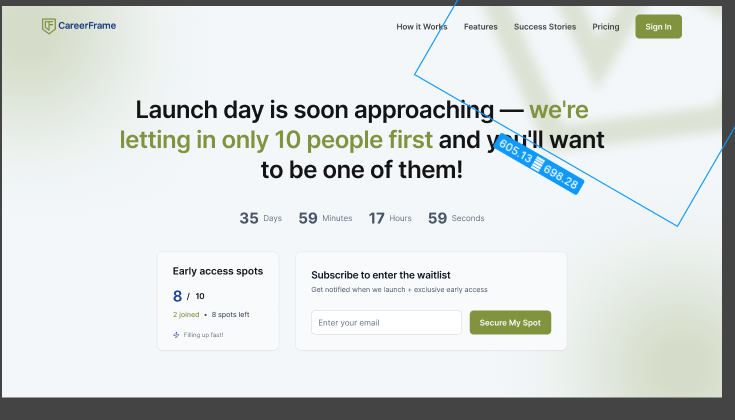 CareerFrame
How it Works Features Success Stories Pricing Sign In
Launch day is soon approaching — we're
letting in only 10 people first and you'll want
to be one of them!
605.13 698.28
35 Days 59 Minutes 17 Hours 59 Seconds
Early access spots
8 / 10
2 joined • 8 spots left
Filling up fast!
Subscribe to enter the waitlist
Get notified when we launch + exclusive early access
Enter your email Secure My Spot